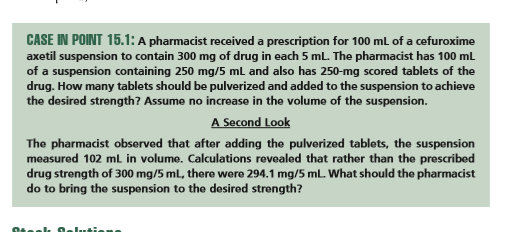 CASE IN POINT 15.1: A pharmacist received a prescription for 100 mL of a cefuroxime
axetil suspension to contain 300 mg of drug in each 5 mL. The pharmacist has 100 mL
of a suspension containing 250 mg/5 mL and also has 250-mg scored tablets of the
drug. How many tablets should be pulverized and added to the suspension to achieve
the desired strength? Assume no increase in the volume of the suspension.
A Second Look
The pharmacist observed that after adding the pulverized tablets, the suspension
measured 102 mL in volume. Calculations revealed that rather than the prescribed
drug strength of 300 mg/5 mL, there were 294.1 mg/5 mL. What should the pharmacist
do to bring the suspension to the desired strength?